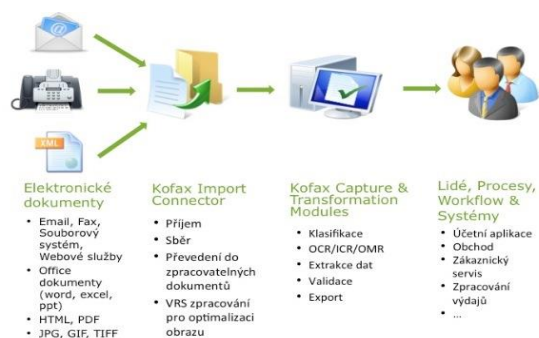 @
XML
Elektronické
dokumenty
• Email, Fax,
Souborový
systém,
Webové služby
• Office
dokumenty
(word, excel,
ppt)
• HTML, PDF
• JPG, GIF, TIFF
Kofax Import
Connector
• Příjem
• Sběr
• Převedení do
zpracovatelných
dokumentů
• VRS zpracování
pro optimalizaci
obrazu
Kofax Capture &
Transformation
Modules
• Klasifikace
• OCR/ICR/OMR
• Extrakce dat
• Validace
• Export
Lidé, Procesy,
Workflow &
Systémy
• Účetní aplikace
• Obchod
• Zákaznický
servis
• Zpracování
výdajů
• ...